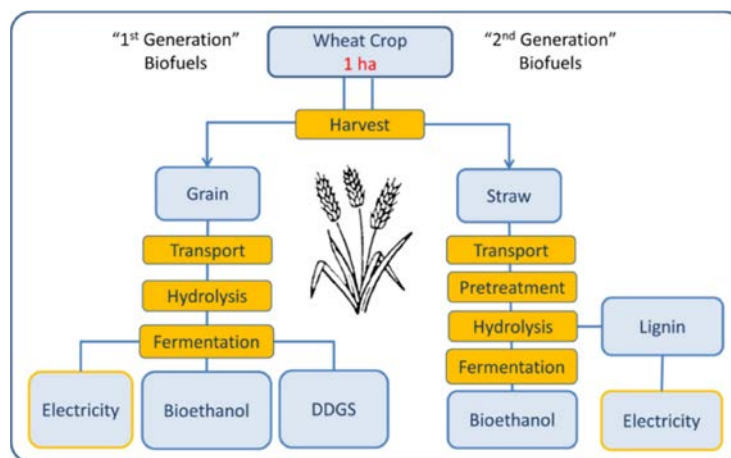 “1st Generation”
Biofuels
Wheat Crop
1 ha
“2nd Generation”
Biofuels
Harvest
Grain
Straw
Transport
Hydrolysis
Fermentation
Transport
Pretreatment
Hydrolysis
Fermentation
Lignin
Electricity
Bioethanol
DDGS
Bioethanol
Electricity